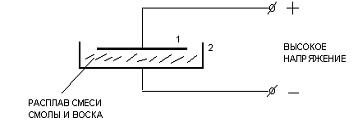 +
1
2
ВЫСОКОЕ
НАПРЯЖЕНИЕ
—
РАСПЛАВ СМЕСИ
СМОЛЫ И ВОСКА